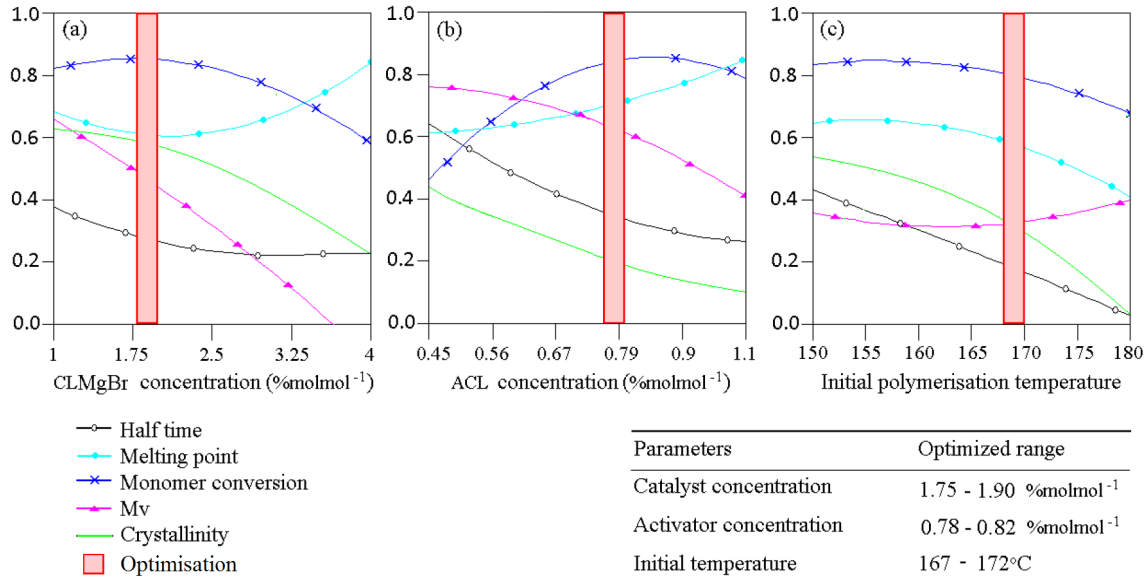 (a) (b) (c)
1.0 1.0 1.0
0.8 0.8 0.8
0.6 0.6 0.6
0.4 0.4 0.4
0.2 0.2 0.2
0.0 0.0 0.0
1 1.75 2.5 3.25 4
0.45 0.56 0.67 0.79 0.9 1.1
150 155 160 165 170 175 180
CLMgBr concentration (%molmol⁻¹)
ACL concentration (%molmol⁻¹)
Initial polymerisation temperature
Half time
Melting point
Monomer conversion
Mv
Crystallinity
Optimisation
Parameters Optimized range
Catalyst concentration 1.75 - 1.90 %molmol⁻¹
Activator concentration 0.78 - 0.82 %molmol⁻¹
Initial temperature 167 - 172°C